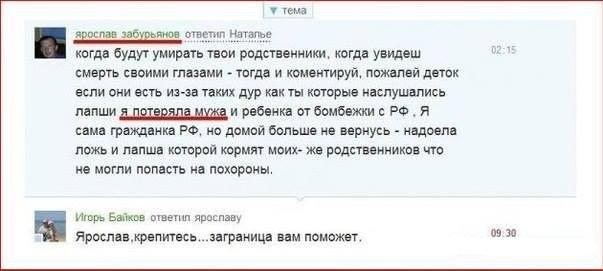 ▼ тема
ярослав забурьянов ответил Наталье
02:15
когда будут умирать твои родственники, когда увидеш
смерть своими глазами - тогда и коментируй, пожалей деток
если они есть из-за таких дур как ты которые наслушались
лапши я потеряла мужа и ребенка от бомбежки с РФ , Я
сама гражданка РФ, но домой больше не вернусь - надоела
ложь и лапша которой кормят моих- же родственников что
не могли попасть на похороны.
Игорь Байков ответил ярославу
Ярослав,крепитесь...заграница вам поможет.
09:30